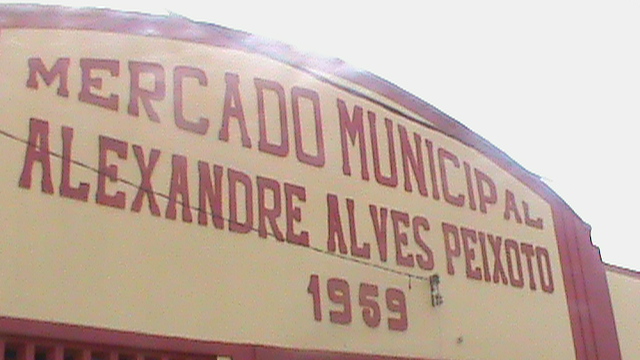 MERCADO MUNICIPAL
ALEXANDRE ALVES PEIXOTO
1959